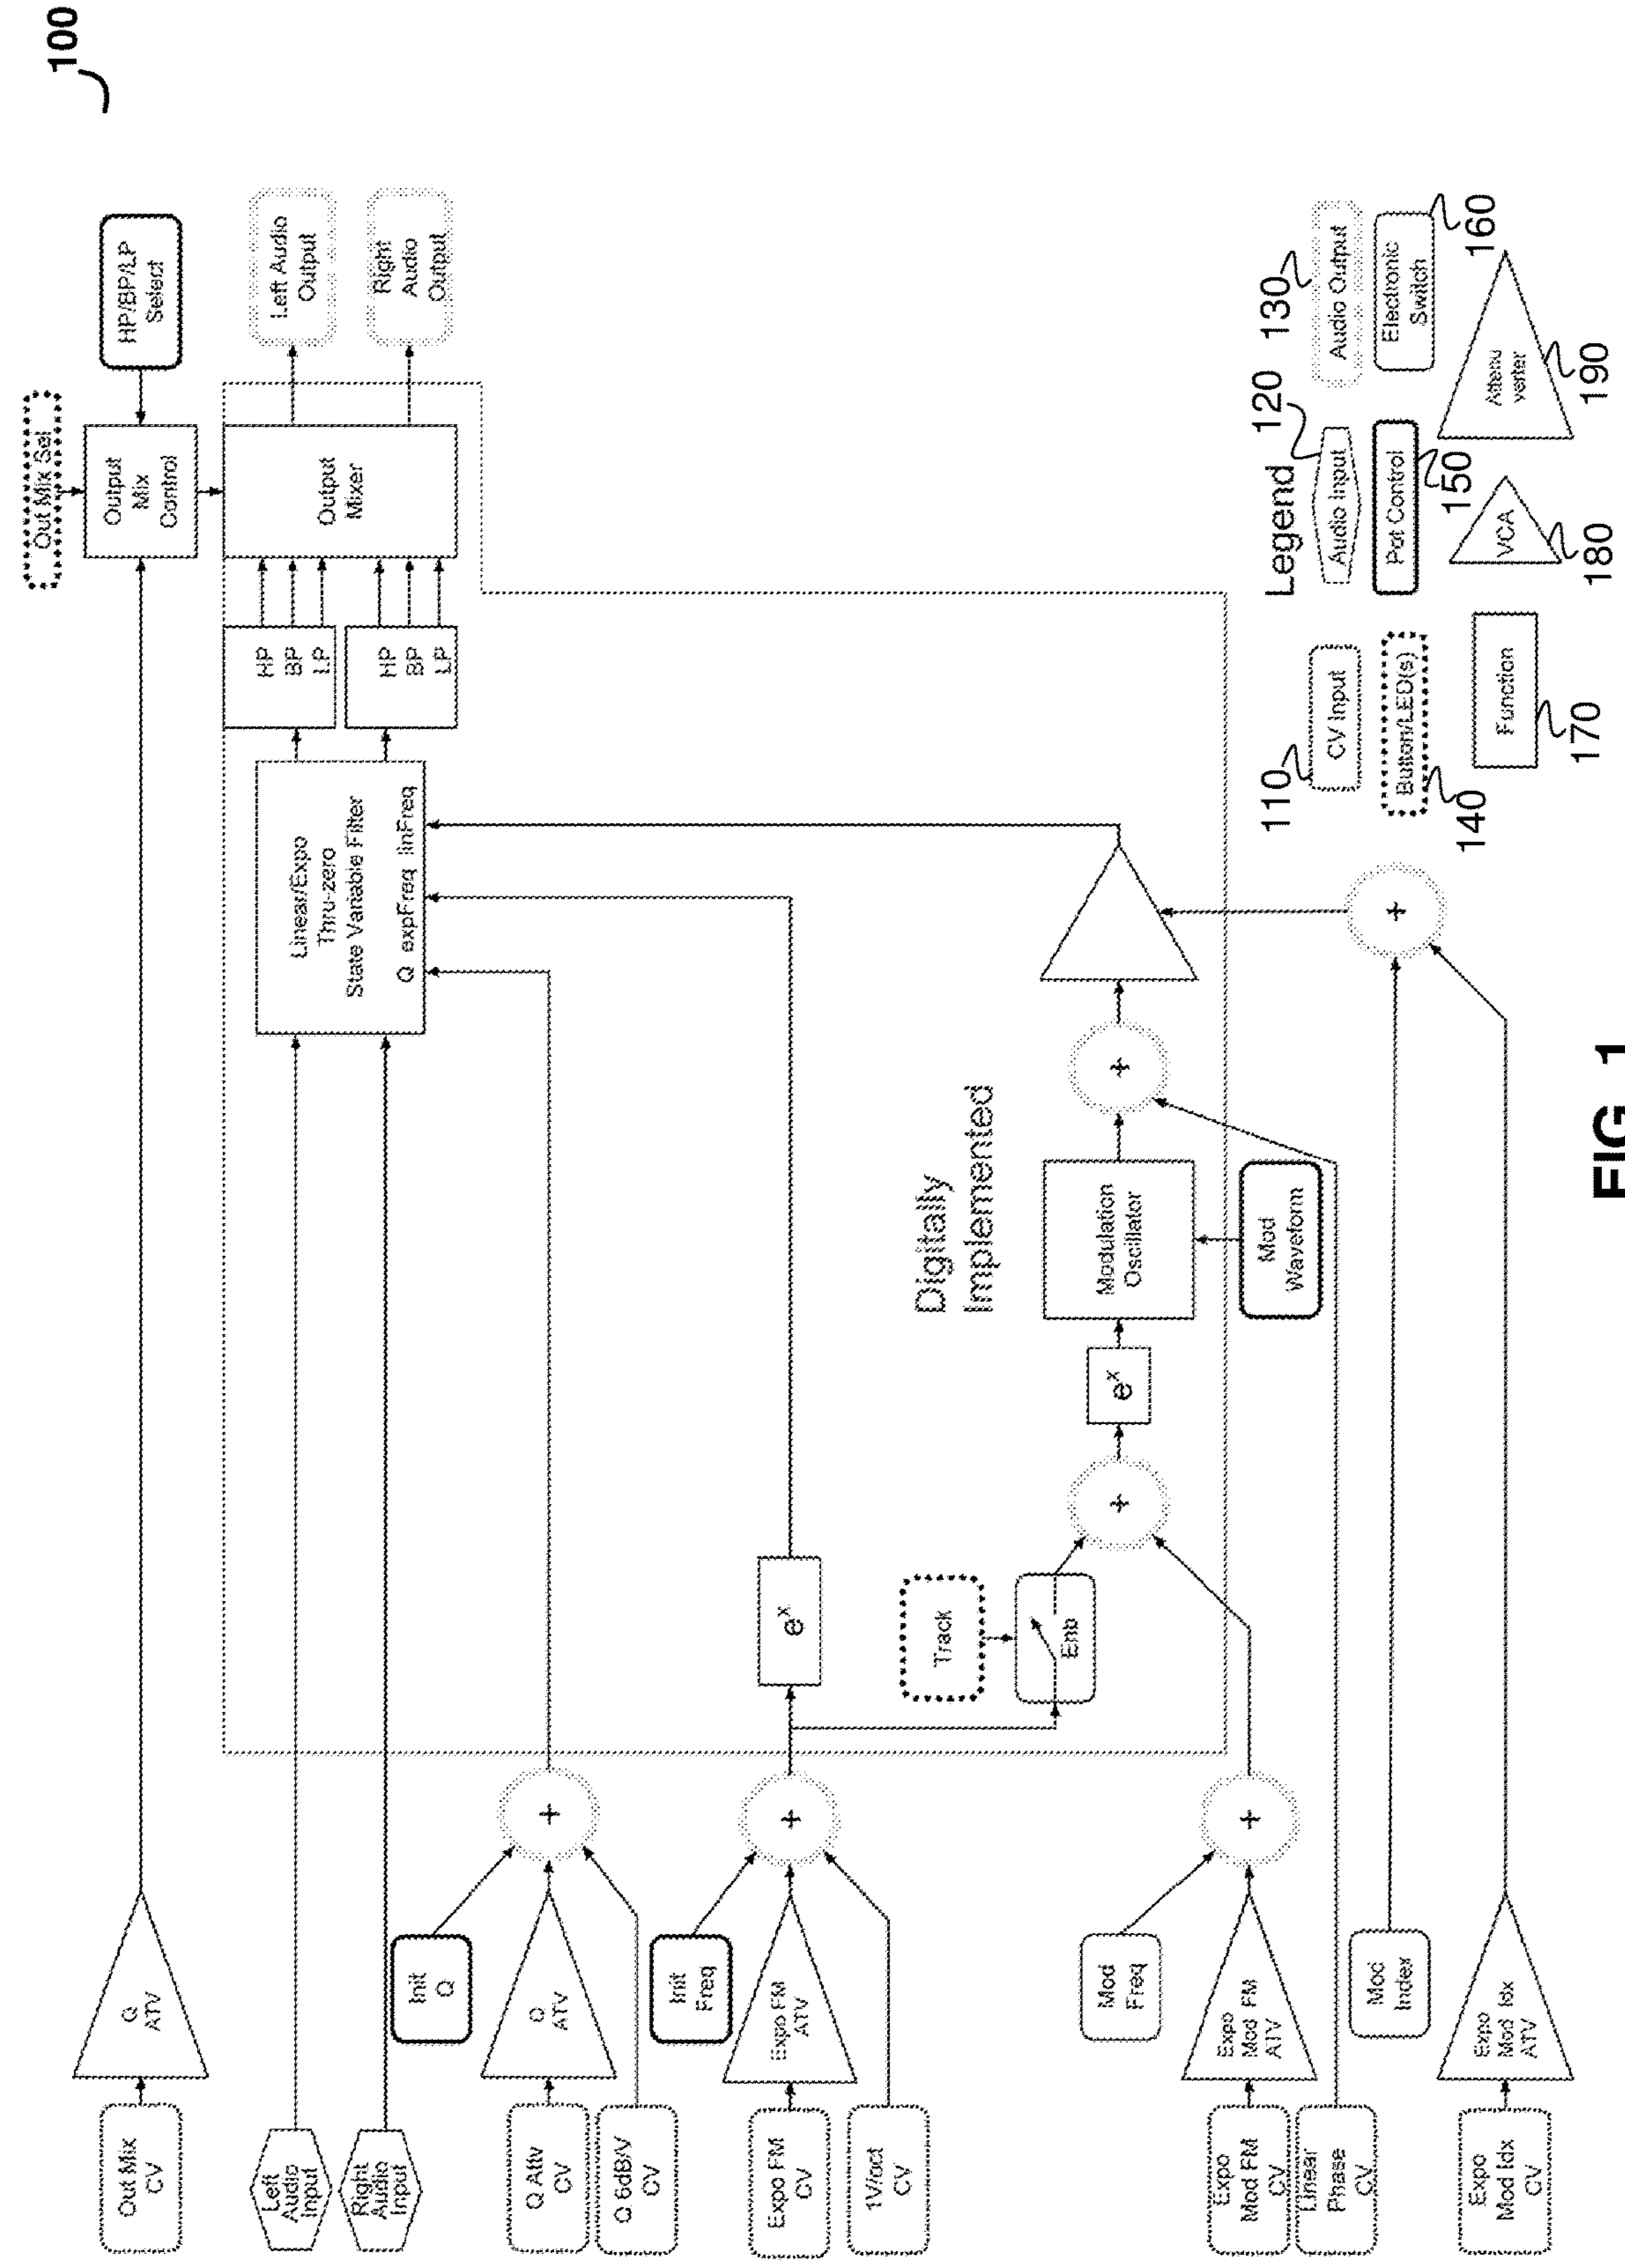 100
Out Mix Sel
HP/BP/LP
Select
Output
Mix
Control
Q
ATV
Out Mix
CV
Left
Audio
Input
Right
Audio
Input
Linear/Expo
Thru-zero
State Variable Filter
Q expFreq linFreq
HP
BP
LP
HP
BP
LP
Output
Mixer
Left Audio
Output
Right
Audio
Output
Init
Q
Q Attv
CV
Q
ATV
Q 6dB/V
CV
+
Init
Freq
Expo FM
CV
Expo FM
ATV
1V/oct
CV
+
eˣ
Track
Enb
Digitally
Implemented
+
eˣ
Modulation
Oscillator
+
Mod
Waveform
Mod
Freq
Expo
Mod FM
CV
Expo
Mod FM
ATV
+
Linear
Phase
CV
Mod
Index
+
Expo
Mod Idx
CV
Expo
Mod Idx
ATV
Legend
110
CV Input
120
Audio Input
130
Audio Output
Button/LED(s)
140
Pot Control
150
Electronic
Switch
160
Function
170
VCA
180
Attenu
verter
190
FIG. 1